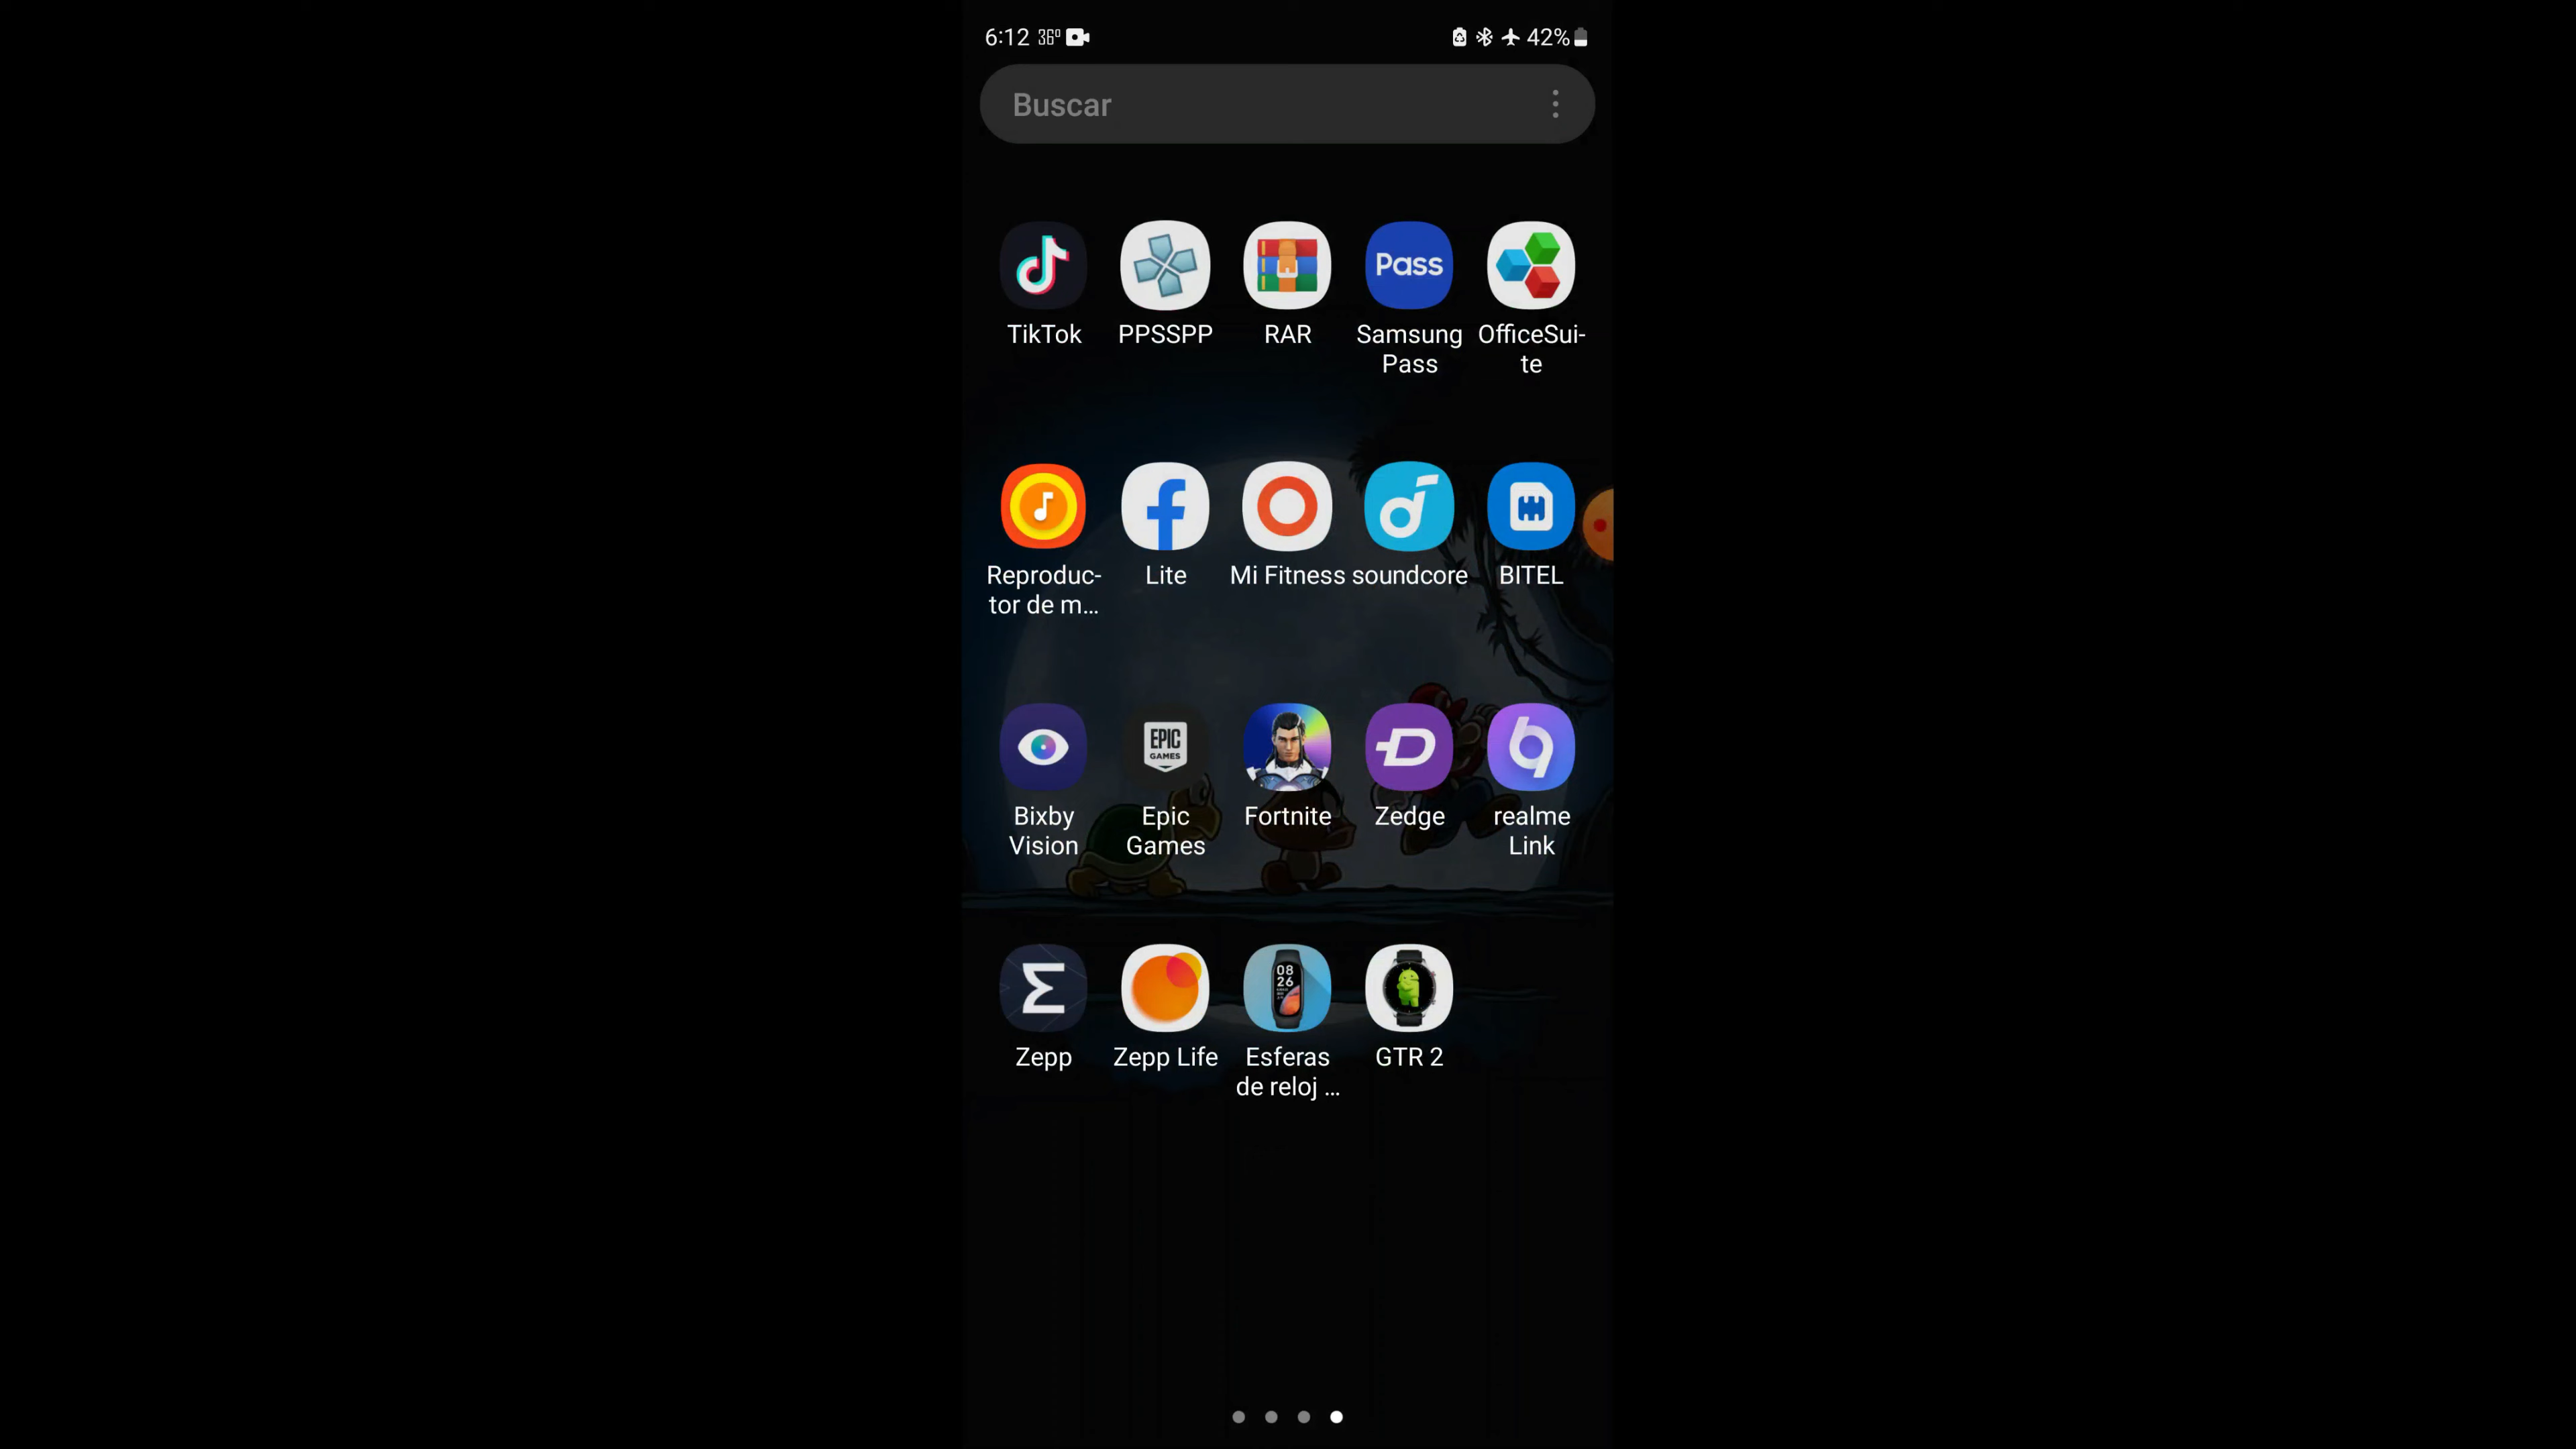 6:12 36° 42%
Buscar
Pass
TikTok PPSSPP RAR Samsung OfficeSui-
Pass te
Reproduc- Lite Mi Fitness soundcore BITEL
tor de m...
EPIC
GAMES
Bixby Epic Fortnite Zedge realme
Vision Games Link
08
26
Zepp Zepp Life Esferas GTR 2
de reloj ...